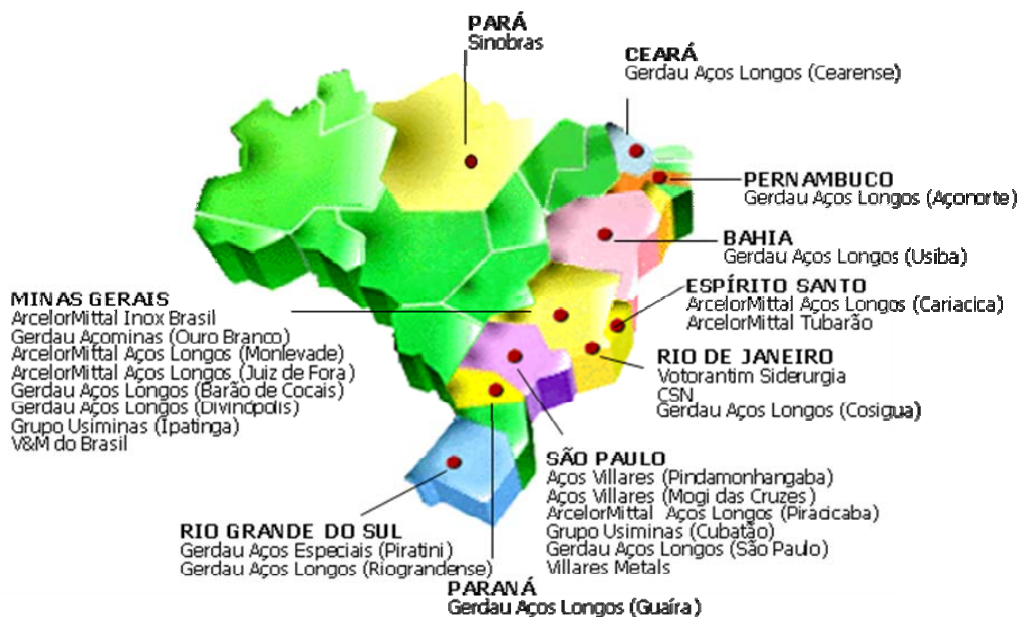 PARÁ
Sinobras
CEARÁ
Gerdau Aços Longos (Cearense)
PERNAMBUCO
Gerdau Aços Longos (Açonorte)
BAHIA
Gerdau Aços Longos (Usiba)
ESPÍRITO SANTO
ArcelorMittal Aços Longos (Cariacica)
ArcelorMittal Tubarão
MINAS GERAIS
ArcelorMittal Inox Brasil
Gerdau Açominas (Ouro Branco)
ArcelorMittal Aços Longos (Monlevade)
ArcelorMittal Aços Longos (Juiz de Fora)
Gerdau Aços Longos (Barão de Cocais)
Gerdau Aços Longos (Divinópolis)
Grupo Usiminas (Ipatinga)
V&M do Brasil
RIO DE JANEIRO
Votorantim Siderurgia
CSN
Gerdau Aços Longos (Cosigua)
SÃO PAULO
Aços Villares (Pindamonhangaba)
Aços Villares (Mogi das Cruzes)
ArcelorMittal Aços Longos (Piracicaba)
Grupo Usiminas (Cubatão)
Gerdau Aços Longos (São Paulo)
Villares Metals
RIO GRANDE DO SUL
Gerdau Aços Especiais (Piratini)
Gerdau Aços Longos (Riograndense)
PARANÁ
Gerdau Aços Longos (Guaíra)